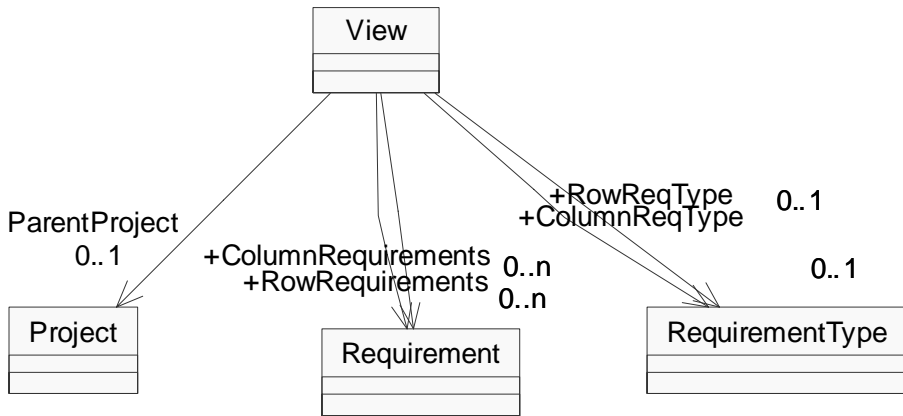 View
+RowReqType
0..1
+ColumnReqType
ParentProject
0..1
+ColumnRequirements
0..n
+RowRequirements
0..n
0..1
Project
Requirement
RequirementType